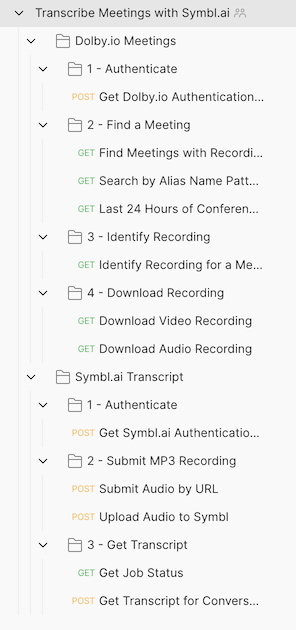 Transcribe Meetings with Symbl.ai
Dolby.io Meetings
1 - Authenticate
POST Get Dolby.io Authentication...
2 - Find a Meeting
GET Find Meetings with Recordi...
GET Search by Alias Name Patt...
GET Last 24 Hours of Conferen...
3 - Identify Recording
GET Identify Recording for a Me...
4 - Download Recording
GET Download Video Recording
GET Download Audio Recording
Symbl.ai Transcript
1 - Authenticate
POST Get Symbl.ai Authenticatio...
2 - Submit MP3 Recording
POST Submit Audio by URL
POST Upload Audio to Symbl
3 - Get Transcript
GET Get Job Status
POST Get Transcript for Convers...